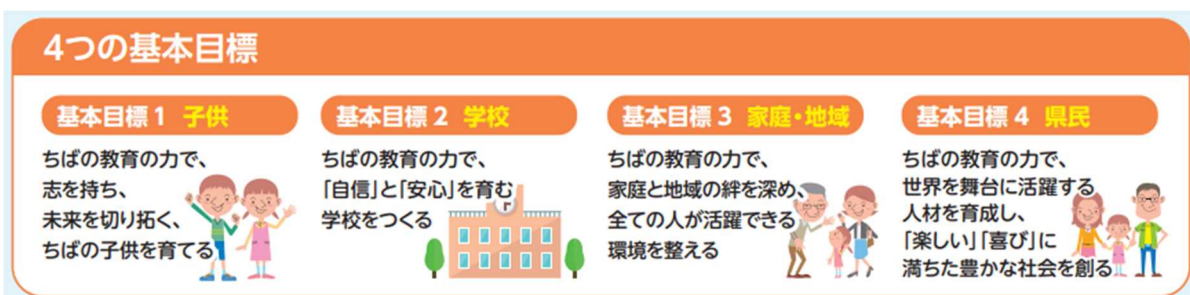 4つの基本目標
基本目標 1 子供
ちばの教育の力で、
志を持ち、
未来を切り拓く、
ちばの子供を育てる
基本目標 2 学校
ちばの教育の力で、
「自信」と「安心」を育む
学校をつくる
基本目標 3 家庭・地域
ちばの教育の力で、
家庭と地域の絆を深め、
全ての人が活躍できる
環境を整える
基本目標 4 県民
ちばの教育の力で、
世界を舞台に活躍する
人材を育成し、
「楽しい」「喜び」に
満ちた豊かな社会を創る